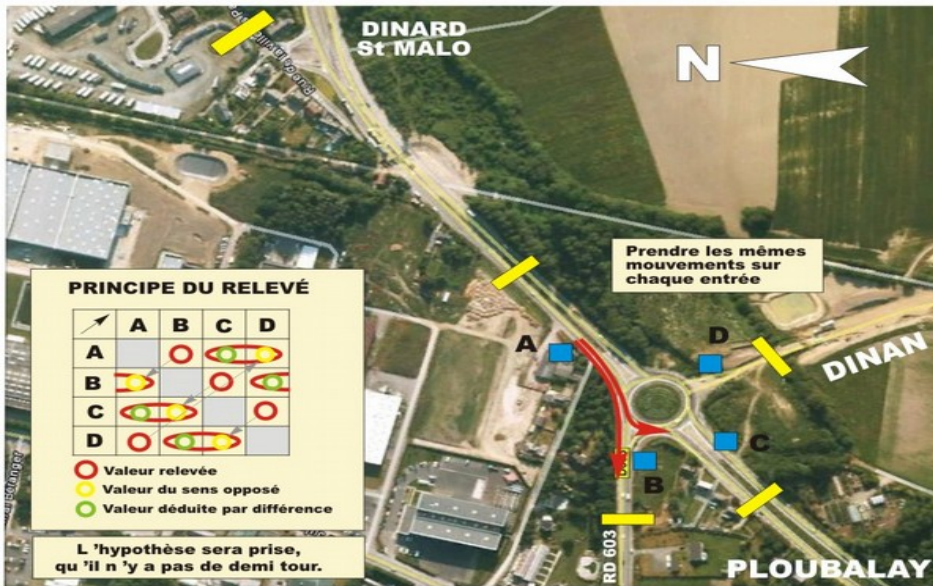 DINARD
St MALO
N
Prendre les mêmes
mouvements sur
chaque entrée
PRINCIPE DU RELEVÉ
A B C D
A
B
C
D
Valeur relevée
Valeur du sens opposé
Valeur déduite par différence
L 'hypothèse sera prise,
qu 'il n 'y a pas de demi tour.
A
D
DINAN
C
B
RD 603
PLOUBALAY